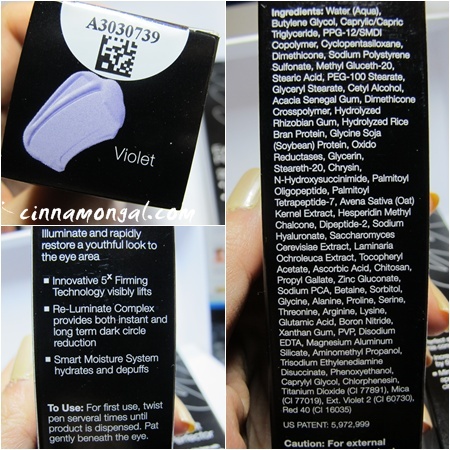 A3030739
Violet
cinnamongal.com
Illuminate and rapidly
restore a youthful look to
the eye area
■ Innovative 5x Firming
Technology visibly lifts
■ Re-Luminate Complex
provides both instant and
long term dark circle
reduction
■ Smart Moisture System
hydrates and depuffs
To Use: For first use, twist
pen serveral times until
product is dispensed. Pat
gently beneath the eye.
Ingredients: Water (Aqua),
Butylene Glycol, Caprylic/Capric
Triglyceride, PPG-12/SMDI
Copolymer, Cyclopentasiloxane,
Dimethicone, Sodium Polystyrene
Sulfonate, Methyl Gluceth-20,
Stearic Acid, PEG-100 Stearate,
Glyceryl Stearate, Cetyl Alcohol,
Acacia Senegal Gum, Dimethicone
Crosspolymer, Hydrolyzed
Rhizobian Gum, Hydrolyzed Rice
Bran Protein, Glycine Soja
(Soybean) Protein, Oxido
Reductases, Glycerin,
Steareth-20, Chrysin,
N-Hydroxysuccinimide, Palmitoyl
Oligopeptide, Palmitoyl
Tetrapeptide-7, Avena Sativa (Oat)
Kernel Extract, Hesperidin Methyl
Chalcone, Dipeptide-2, Sodium
Hyaluronate, Saccharomyces
Cerevisiae Extract, Laminaria
Ochroleuca Extract, Tocopheryl
Acetate, Ascorbic Acid, Chitosan,
Propyl Gallate, Zinc Gluconate,
Sodium PCA, Betaine, Sorbitol,
Glycine, Alanine, Proline, Serine,
Threonine, Arginine, Lysine,
Glutamic Acid, Boron Nitride,
Xanthan Gum, PVP, Disodium
EDTA, Magnesium Aluminum
Silicate, Aminomethyl Propanol,
Trisodium Ethylenediamine
Disuccinate, Phenoxyethanol,
Caprylyl Glycol, Chlorphenesin,
Titanium Dioxide (CI 77891), Mica
(CI 77019), Ext. Violet 2 (CI 60730),
Red 40 (CI 16035)
US PATENT: 5,972,999
Caution: For external